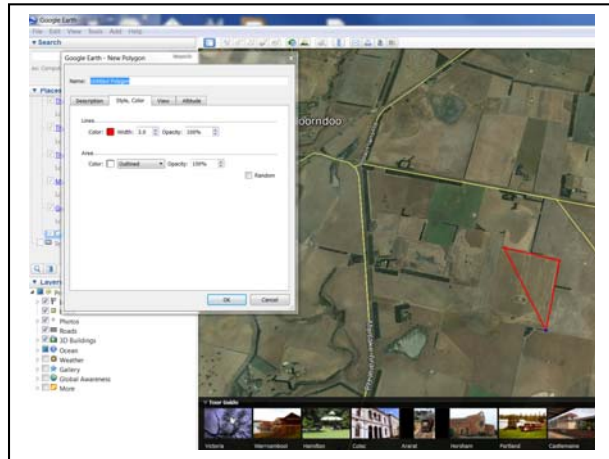 Google Earth
File Edit View Tools Add Help
Search
Google Earth - New Polygon
Name: Untitled Polygon
Places
Description Style, Color View Altitude
Lines
Color: Width: 2.0 Opacity: 100%
Area
Color: Outlined Opacity: 100%
Random
OK Cancel
Layers
Photos
Roads
3D Buildings
Ocean
Weather
Gallery
Global Awareness
More
oorndoo
Tour Guide
Victoria Warrnambool Hamilton Colac Ararat Horsham Portland Castlemaine